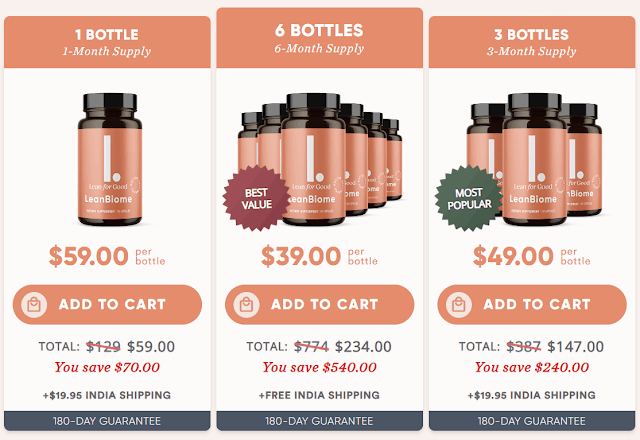 1 BOTTLE
1-Month Supply
Lean for Good
LeanBiome™
$59.00 per bottle
ADD TO CART
TOTAL: $129 $59.00
You save $70.00
+$19.95 INDIA SHIPPING
180-DAY GUARANTEE
6 BOTTLES
6-Month Supply
BEST
VALUE
Lean for Good
LeanBiome
$39.00 per bottle
ADD TO CART
TOTAL: $774 $234.00
You save $540.00
+FREE INDIA SHIPPING
180-DAY GUARANTEE
3 BOTTLES
3-Month Supply
MOST
POPULAR
Lean for Good
LeanBiome
$49.00 per bottle
ADD TO CART
TOTAL: $387 $147.00
You save $240.00
+$19.95 INDIA SHIPPING
180-DAY GUARANTEE